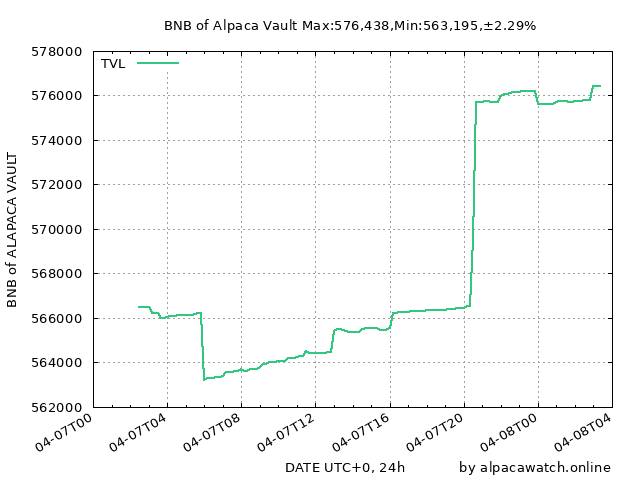 BNB of Alpaca Vault Max:576,438,Min:563,195,±2.29%
TVL
578000
576000
574000
572000
570000
568000
566000
564000
562000
BNB of ALAPACA VAULT
04-07T00
04-07T04
04-07T08
04-07T12
04-07T16
04-07T20
04-08T00
04-08T04
DATE UTC+0, 24h
by alpacawatch.online